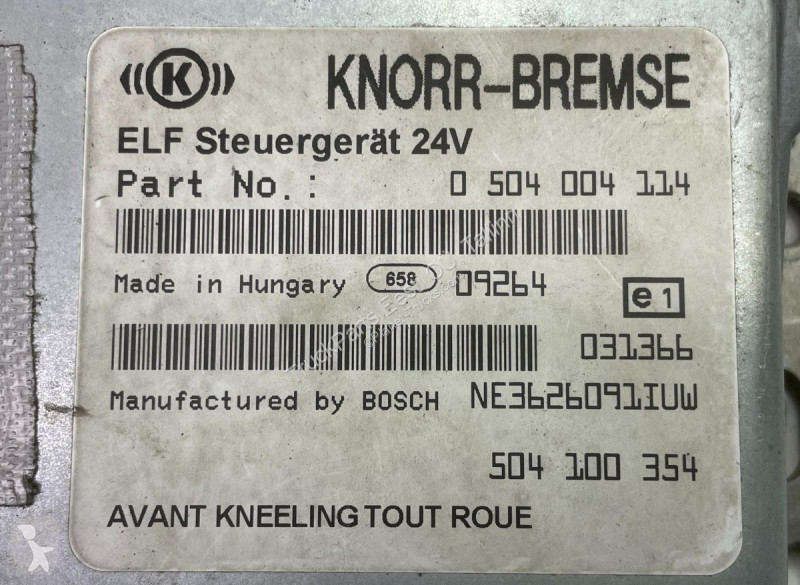 ((K)) KNORR-BREMSE
ELF Steuergerät 24V
Part No.: 0 504 004 114
Made in Hungary 658 09264 e1
031366
Manufactured by BOSCH NE3626091IUW
504 100 354
AVANT KNEELING TOUT ROUE